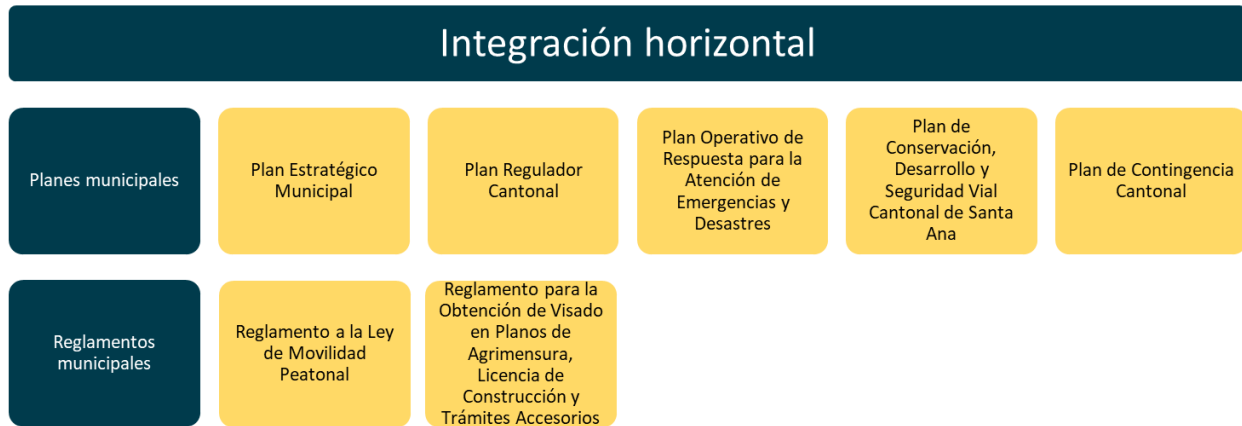 Integración horizontal
Planes municipales
Plan Estratégico
Municipal
Plan Regulador
Cantonal
Plan Operativo de
Respuesta para la
Atención de
Emergencias y
Desastres
Plan de
Conservación,
Desarrollo y
Seguridad Vial
Cantonal de Santa
Ana
Plan de Contingencia
Cantonal
Reglamentos
municipales
Reglamento a la Ley
de Movilidad
Peatonal
Reglamento para la
Obtención de Visado
en Planos de
Agrimensura,
Licencia de
Construcción y
Trámites Accesorios